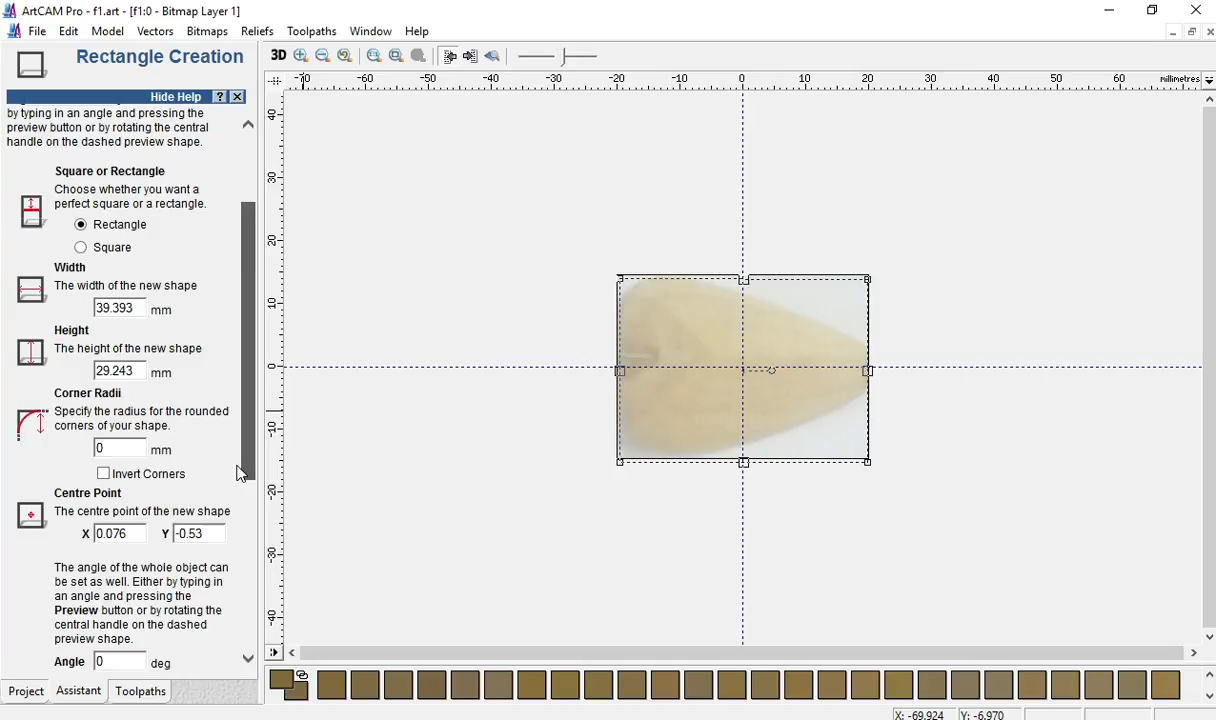 ArtCAM Pro - f1.art - [f1:0 - Bitmap Layer 1]
File Edit Model Vectors Bitmaps Reliefs Toolpaths Window Help
Rectangle Creation
3D
Hide Help ? X
-70 -60 -50 -40 -30 -20 -10 0 10 20 30 40 50 60 millimetres
40
30
20
10
0
-10
-20
-30
-40
by typing in an angle and pressing the
preview button or by rotating the central
handle on the dashed preview shape.
Square or Rectangle
Choose whether you want a
perfect square or a rectangle.
Rectangle
Square
Width
The width of the new shape
39.393 mm
Height
The height of the new shape
29.243 mm
Corner Radii
Specify the radius for the rounded
corners of your shape.
0 mm
Invert Corners
Centre Point
The centre point of the new shape
X 0.076 Y -0.53
The angle of the whole object can
be set as well. Either by typing in
an angle and pressing the
Preview button or by rotating the
central handle on the dashed
preview shape.
Angle 0 deg
Project Assistant Toolpaths
X: -69.924 Y: -6.970